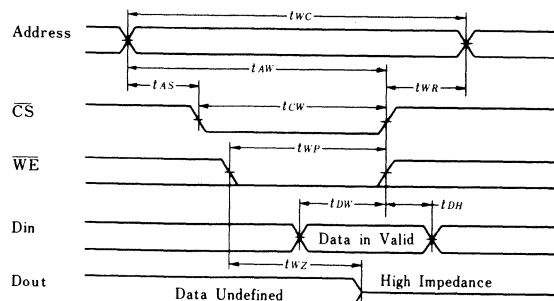 tWC
Address
tAW
tAS
tWR
CS
tCW
WE
tWP
tDW
tDH
Din
Data in Valid
tWZ
Dout
High Impedance
Data Undefined